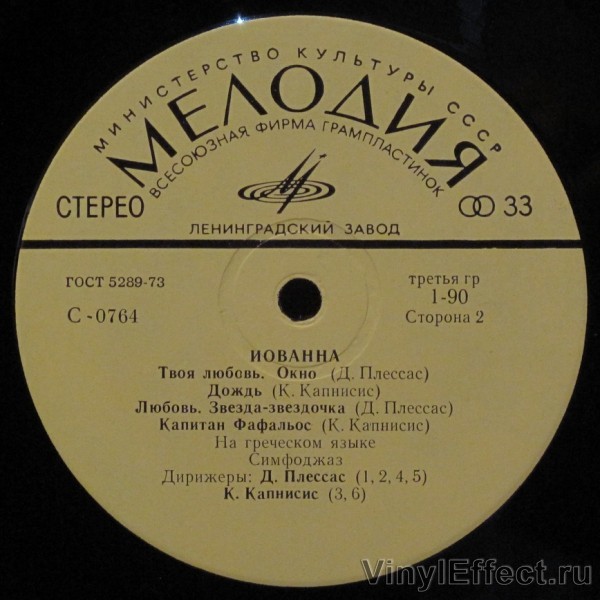 МИНИСТЕРСТВО КУЛЬТУРЫ СССР
МЕЛОДИЯ
ВСЕСОЮЗНАЯ ФИРМА ГРАМПЛАСТИНОК
СТЕРЕО
33
ЛЕНИНГРАДСКИЙ ЗАВОД
ГОСТ 5289-73
С-0764
третья гр
1-90
Сторона 2
ИОВАННА
Твоя любовь. Окно (Д. Плессас)
Дождь (К. Капнисис)
Любовь. Звезда-звездочка (Д. Плессас)
Капитан Фафальос (К. Капнисис)
На греческом языке
Симфоджаз
Дирижеры: Д. Плессас (1, 2, 4, 5)
К. Капнисис (3, 6)
VinylEffect.ru